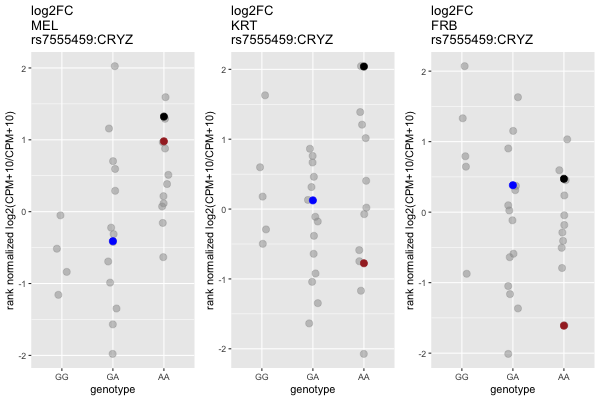 log2FC
MEL
rs7555459:CRYZ
rank normalized log2(CPM+10/CPM+10)
2
1
0
-1
-2
GG
GA
AA
genotype
log2FC
KRT
rs7555459:CRYZ
rank normalized log2(CPM+10/CPM+10)
2
1
0
-1
-2
GG
GA
AA
genotype
log2FC
FRB
rs7555459:CRYZ
rank normalized log2(CPM+10/CPM+10)
2
1
0
-1
-2
GG
GA
AA
genotype